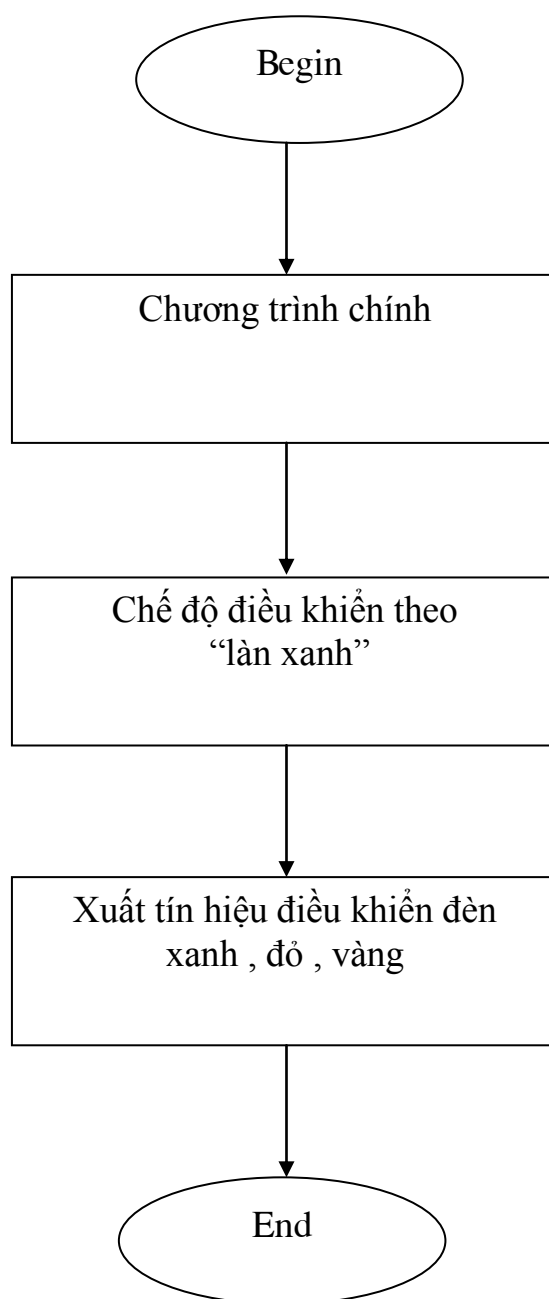 Begin
Chương trình chính
Chế độ điều khiển theo
“làn xanh”
Xuất tín hiệu điều khiển đèn
xanh , đỏ , vàng
End